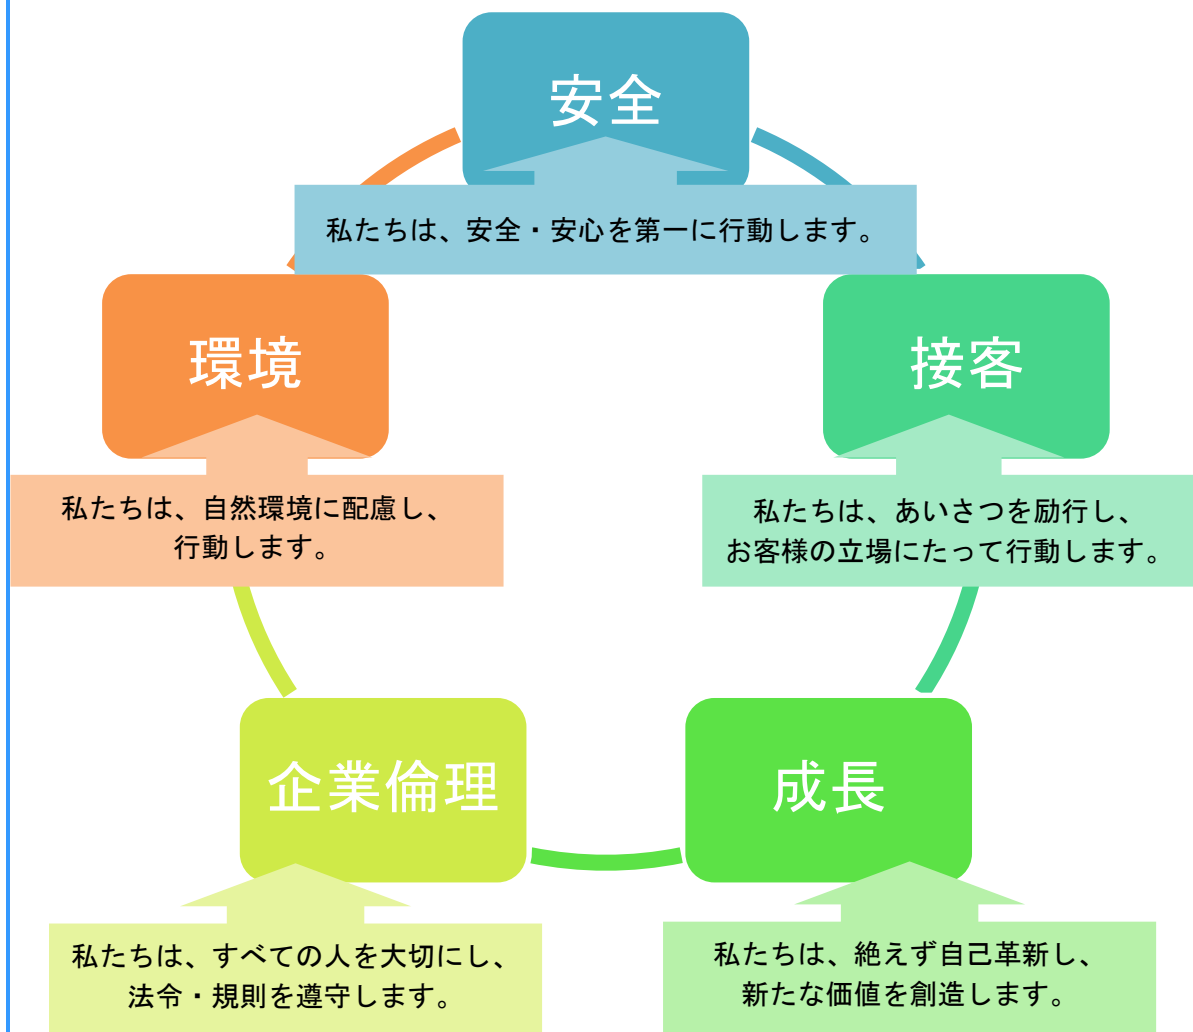 安全
私たちは、安全・安心を第一に行動します。
環境
私たちは、自然環境に配慮し、
行動します。
接客
私たちは、あいさつを励行し、
お客様の立場にたって行動します。
企業倫理
私たちは、すべての人を大切にし、
法令・規則を遵守します。
成長
私たちは、絶えず自己革新し、
新たな価値を創造します。